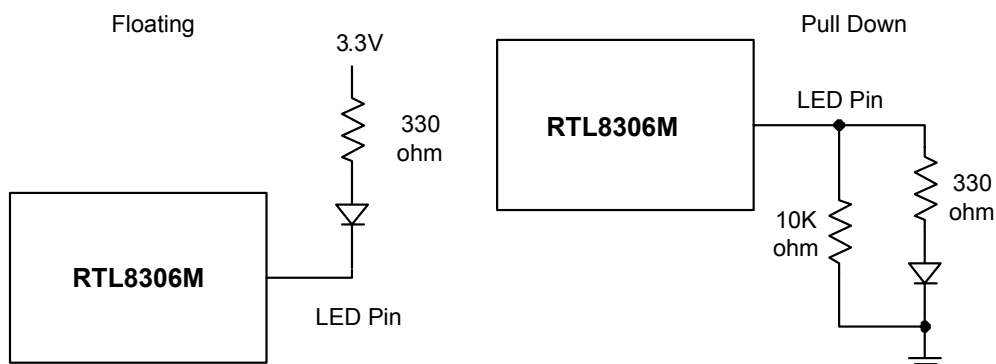 Floating
3.3V
330
ohm
RTL8306M
LED Pin
Pull Down
LED Pin
RTL8306M
10K
ohm
330
ohm